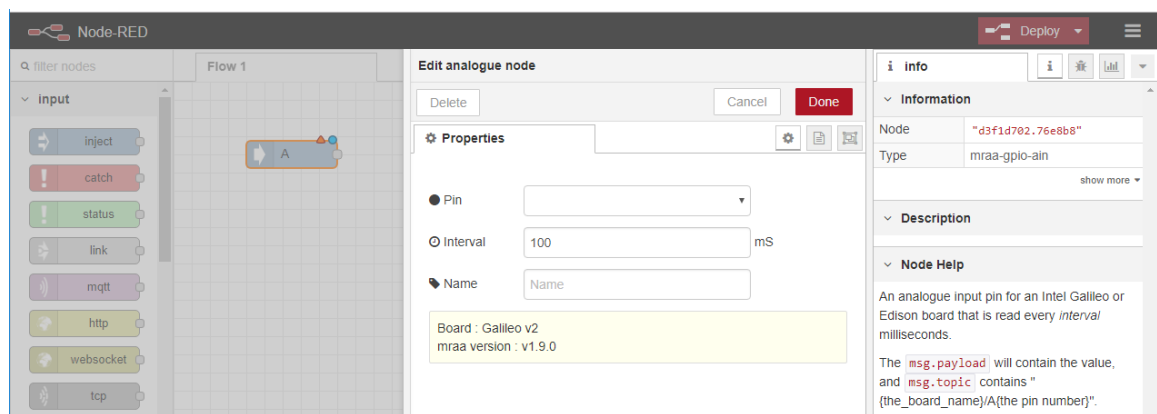 Node-RED
Deploy
filter nodes
Flow 1
input
inject
catch
status
link
mqtt
http
websocket
tcp
A
Edit analogue node
Delete
Cancel
Done
Properties
Pin
Interval
100
mS
Name
Name
Board : Galileo v2
mraa version : v1.9.0
i info
i
Information
Node
"d3f1d702.76e8b8"
Type
mraa-gpio-ain
show more
Description
Node Help
An analogue input pin for an Intel Galileo or
Edison board that is read every interval
milliseconds.
The msg.payload will contain the value,
and msg.topic contains "
{the_board_name}/A{the pin number}".